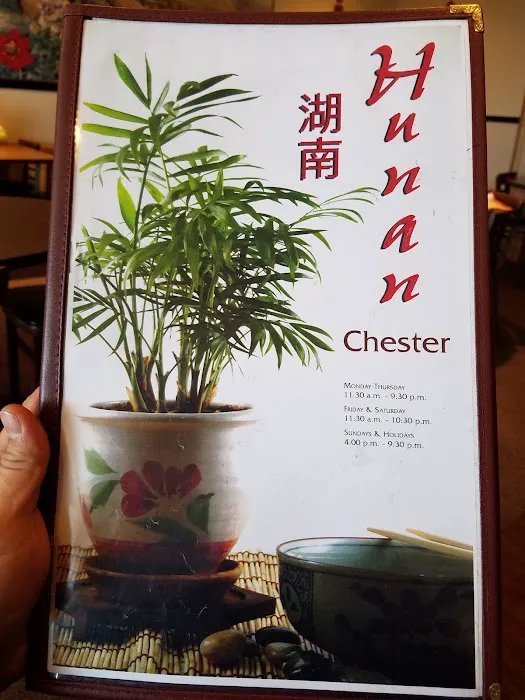 湖南
Hunan
Chester
Monday-Thursday
11:30 a.m. - 9:30 p.m.
Friday & Saturday
11:30 a.m. - 10:30 p.m.
Sundays & Holidays
4:00 p.m. - 9:30 p.m.